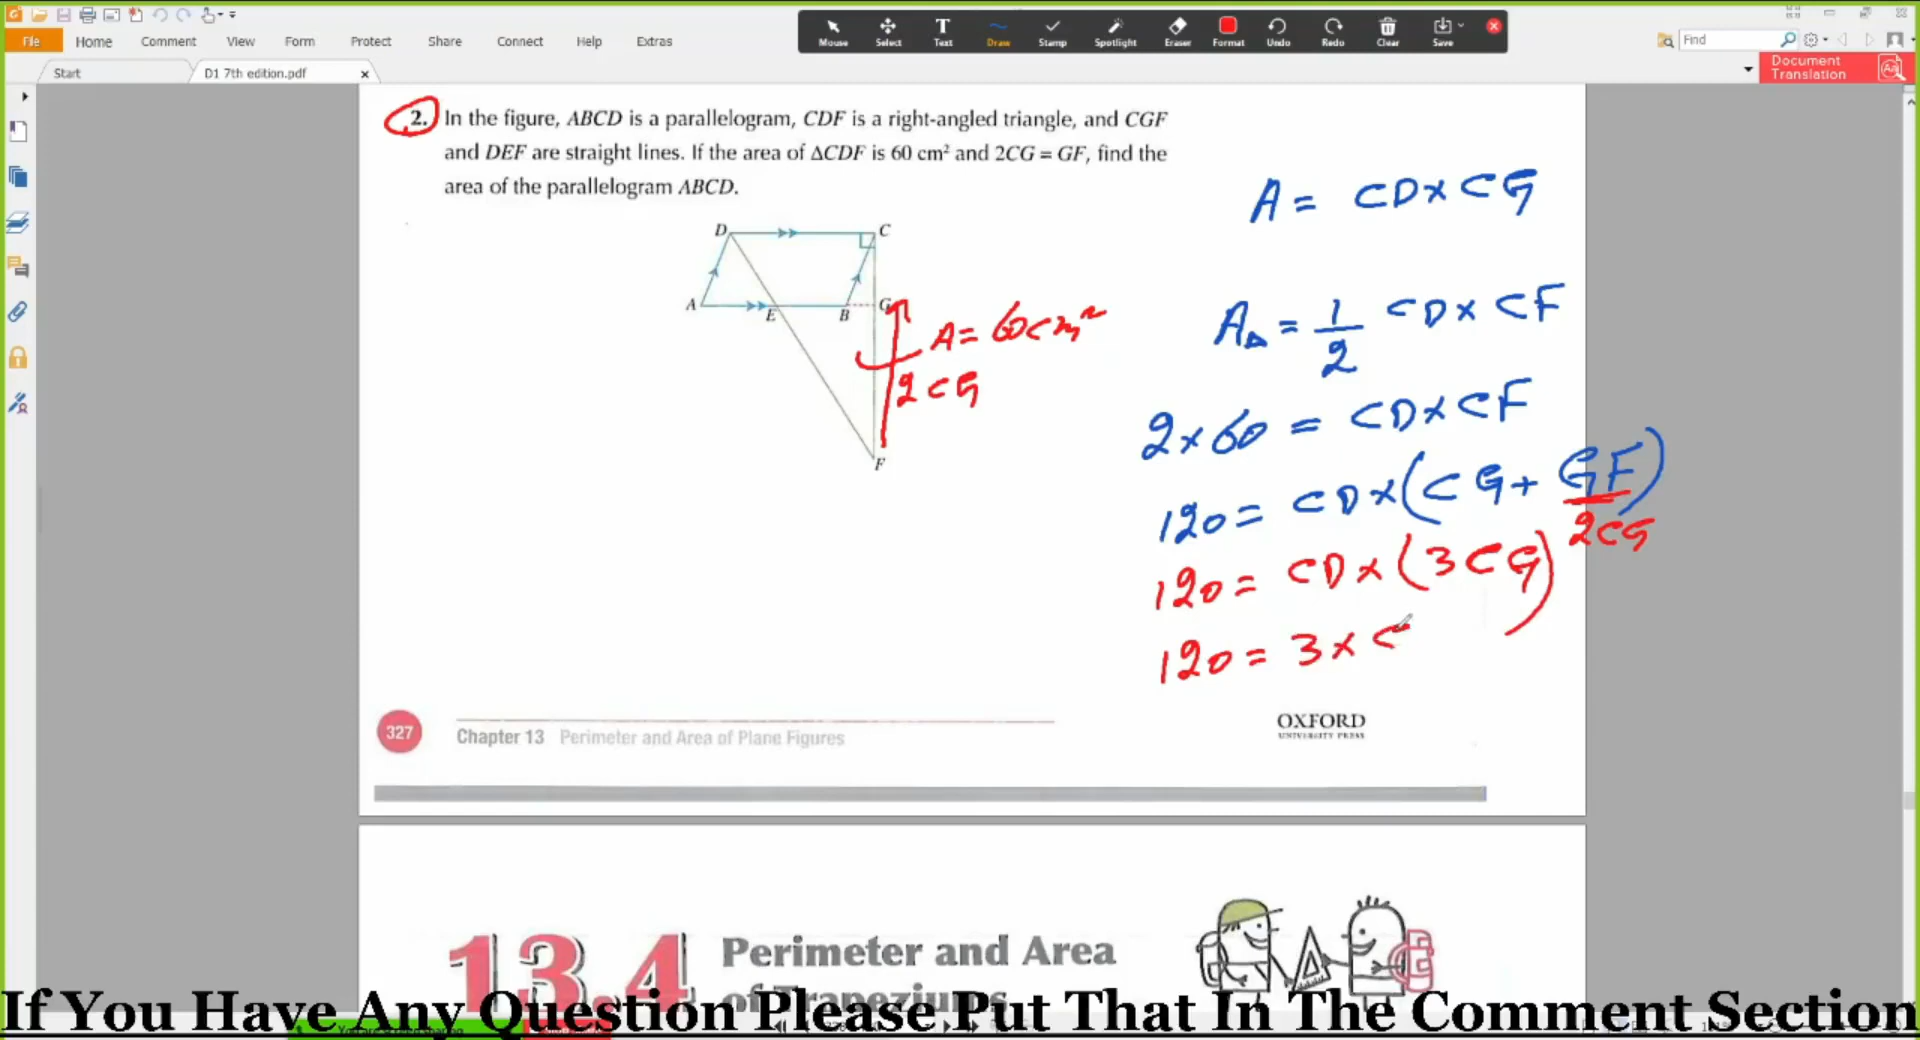 File Home Comment View Form Protect Share Connect Help Extras
Mouse Select Text Draw Stamp Spotlight Eraser Format Undo Redo Clear Save
Find
Document
Translation
Start
D1 7th edition.pdf
2. In the figure, ABCD is a parallelogram, CDF is a right-angled triangle, and CGF
and DEF are straight lines. If the area of ΔCDF is 60 cm² and 2CG = GF, find the
area of the parallelogram ABCD.
D C
A E B G
F
A = 60cm²
2CG
A = CD × CG
A△ = 1/2 CD × CF
2 × 60 = CD × CF
120 = CD × (CG + GF)
2CG
120 = CD × (3CG)
120 = 3 × C
327 Chapter 13 Perimeter and Area of Plane Figures
OXFORD
UNIVERSITY PRESS
13.4 Perimeter and Area
of Trapeziums
If You Have Any Question Please Put That In The Comment Section